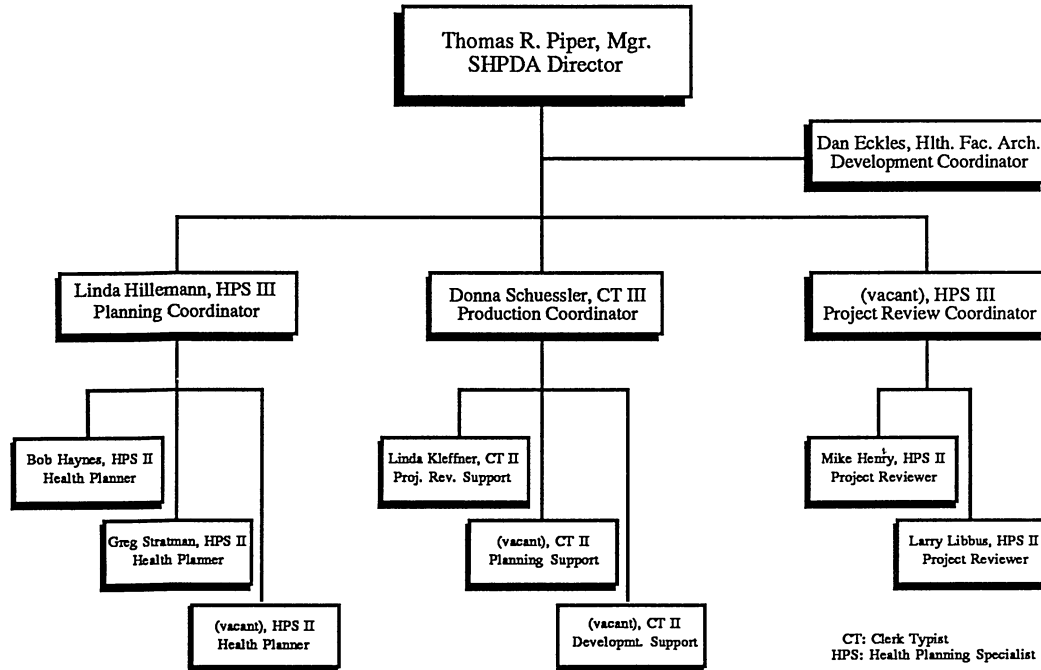 Thomas R. Piper, Mgr.
SHPDA Director
Dan Eckles, Hlth. Fac. Arch.
Development Coordinator
Linda Hillemann, HPS III
Planning Coordinator
Donna Schuessler, CT III
Production Coordinator
(vacant), HPS III
Project Review Coordinator
Bob Haynes, HPS II
Health Planner
Linda Kleffner, CT II
Proj. Rev. Support
Mike Henry, HPS II
Project Reviewer
Greg Stratman, HPS II
Health Planner
(vacant), CT II
Planning Support
Larry Libbus, HPS II
Project Reviewer
(vacant), HPS II
Health Planner
(vacant), CT II
Developmt. Support
CT: Clerk Typist
HPS: Health Planning Specialist